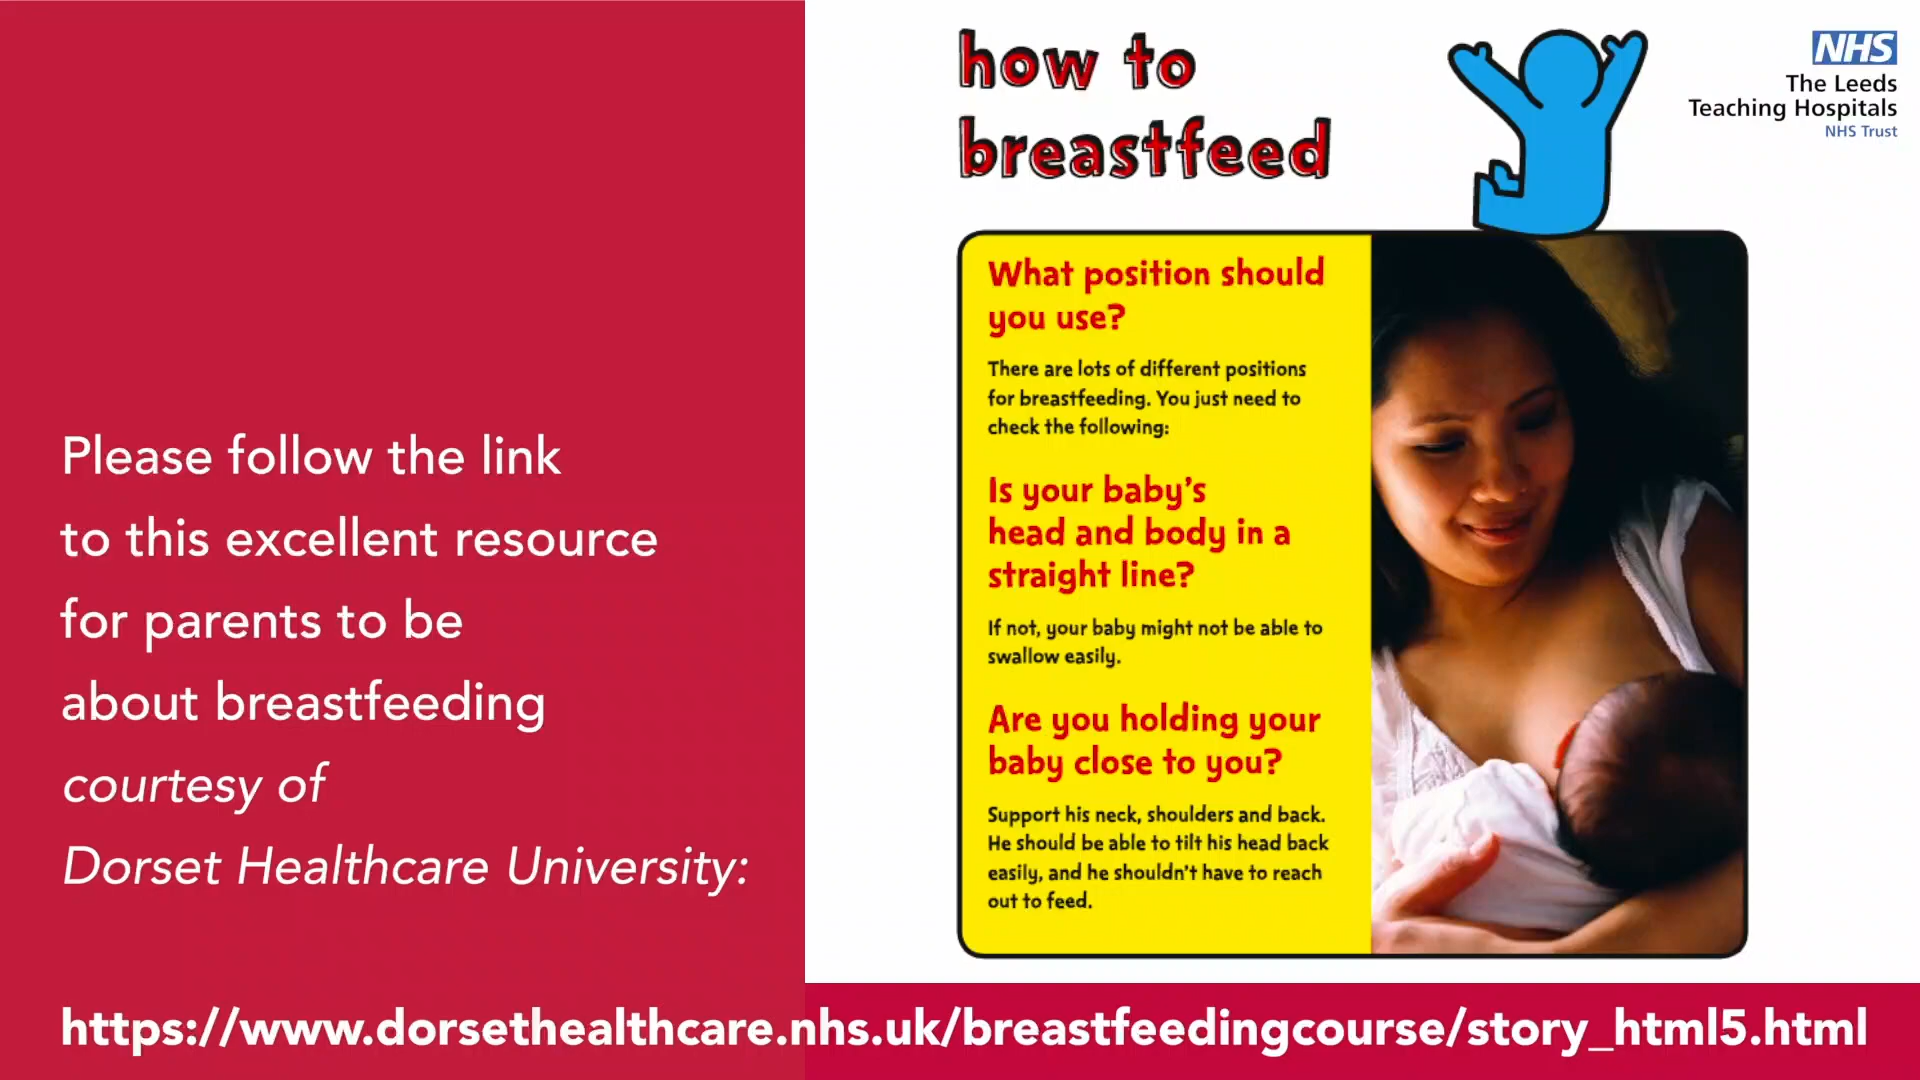 Please follow the link
to this excellent resource
for parents to be
about breastfeeding
courtesy of
Dorset Healthcare University:
https://www.dorsethealthcare.nhs.uk/breastfeedingcourse/story_html5.html
how to
breastfeed
NHS
The Leeds
Teaching Hospitals
NHS Trust
What position should
you use?
There are lots of different positions
for breastfeeding. You just need to
check the following:
Is your baby's
head and body in a
straight line?
If not, your baby might not be able to
swallow easily.
Are you holding your
baby close to you?
Support his neck, shoulders and back.
He should be able to tilt his head back
easily, and he shouldn't have to reach
out to feed.